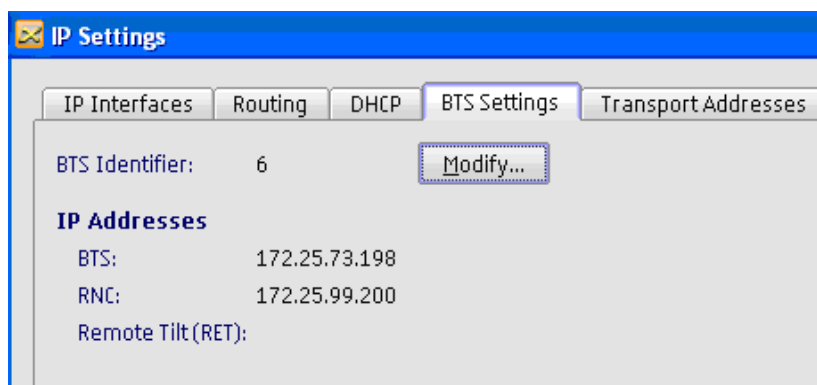 IP Settings
IP Interfaces Routing DHCP BTS Settings Transport Addresses
BTS Identifier: 6 Modify...
IP Addresses
BTS: 172.25.73.198
RNC: 172.25.99.200
Remote Tilt (RET):